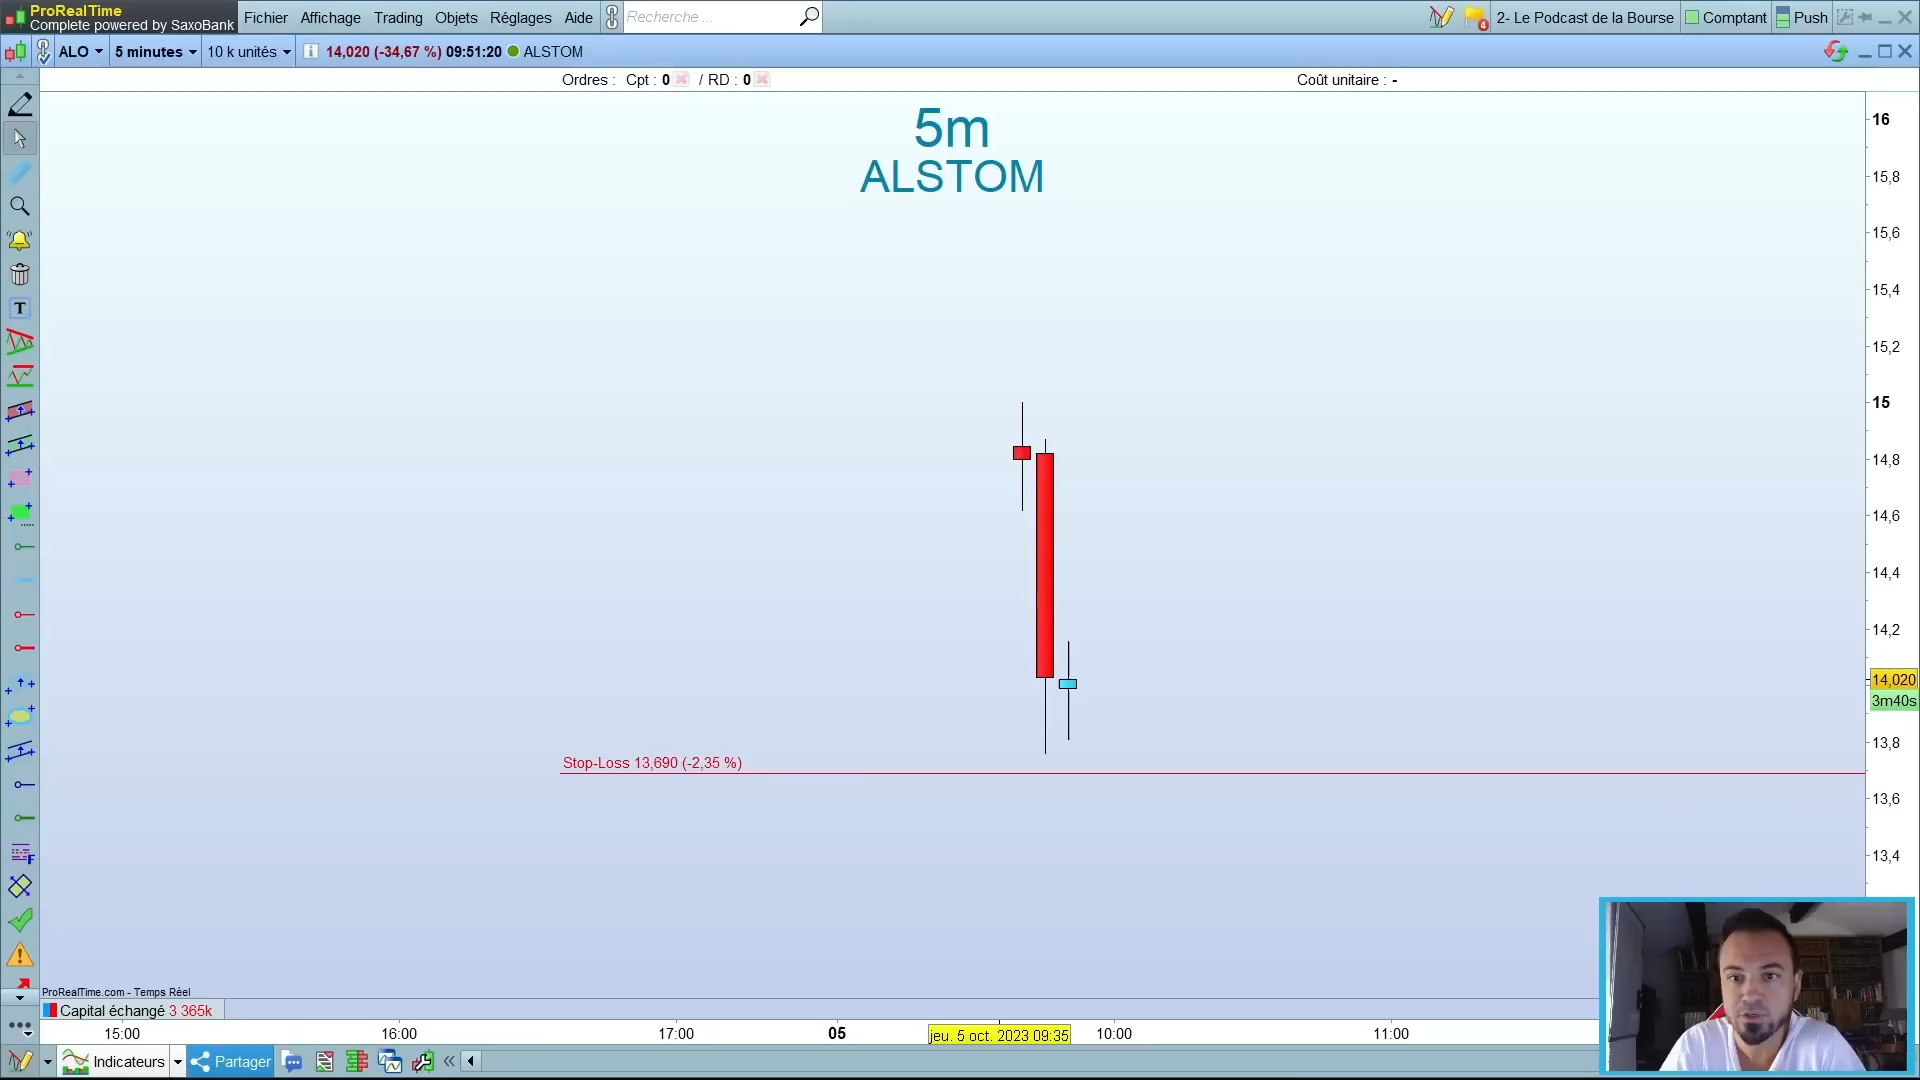 ProRealTime
Complete powered by SaxoBank
Fichier Affichage Trading Objets Réglages Aide
Recherche ...
4
2- Le Podcast de la Bourse
Comptant
Push
ALO
5 minutes
10 k unités
14,020 (-34,67 %) 09:51:20
ALSTOM
Ordres : Cpt : 0 / RD : 0
Coût unitaire : -
5m
ALSTOM
16
15,8
15,6
15,4
15,2
15
14,8
14,6
14,4
14,2
14,020
3m40s
13,8
13,6
13,4
Stop-Loss 13,690 (-2,35 %)
T
F
ProRealTime.com - Temps Réel
Capital échangé 3 365k
15:00 16:00 17:00 05 jeu. 5 oct. 2023 09:35 10:00 11:00
Indicateurs
Partager